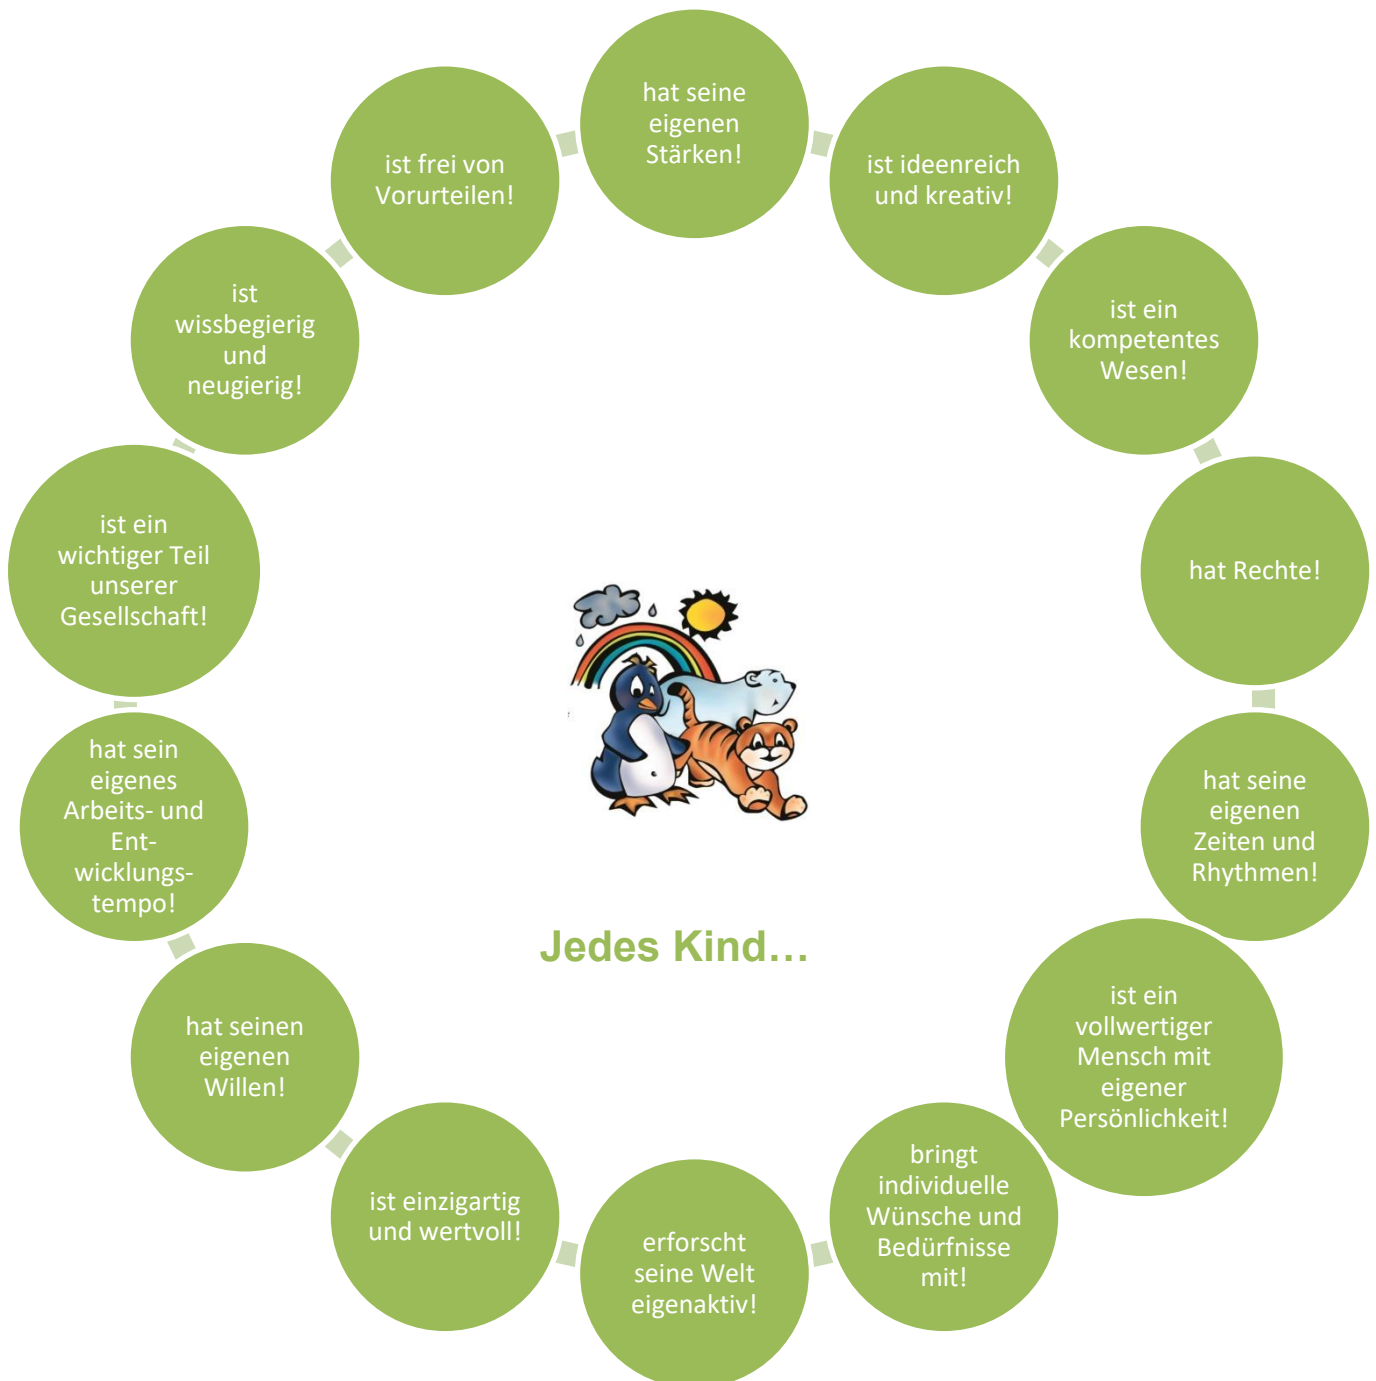 hat seine
eigenen
Stärken!
ist ideenreich
und kreativ!
ist ein
kompetentes
Wesen!
hat Rechte!
hat seine
eigenen
Zeiten und
Rhythmen!
ist ein
vollwertiger
Mensch mit
eigener
Persönlichkeit!
bringt
individuelle
Wünsche und
Bedürfnisse
mit!
erforscht
seine Welt
eigenaktiv!
ist einzigartig
und wertvoll!
hat seinen
eigenen
Willen!
hat sein
eigenes
Arbeits- und
Ent-
wicklungs-
tempo!
ist ein
wichtiger Teil
unserer
Gesellschaft!
ist
wissbegierig
und
neugierig!
ist frei von
Vorurteilen!
Jedes Kind...